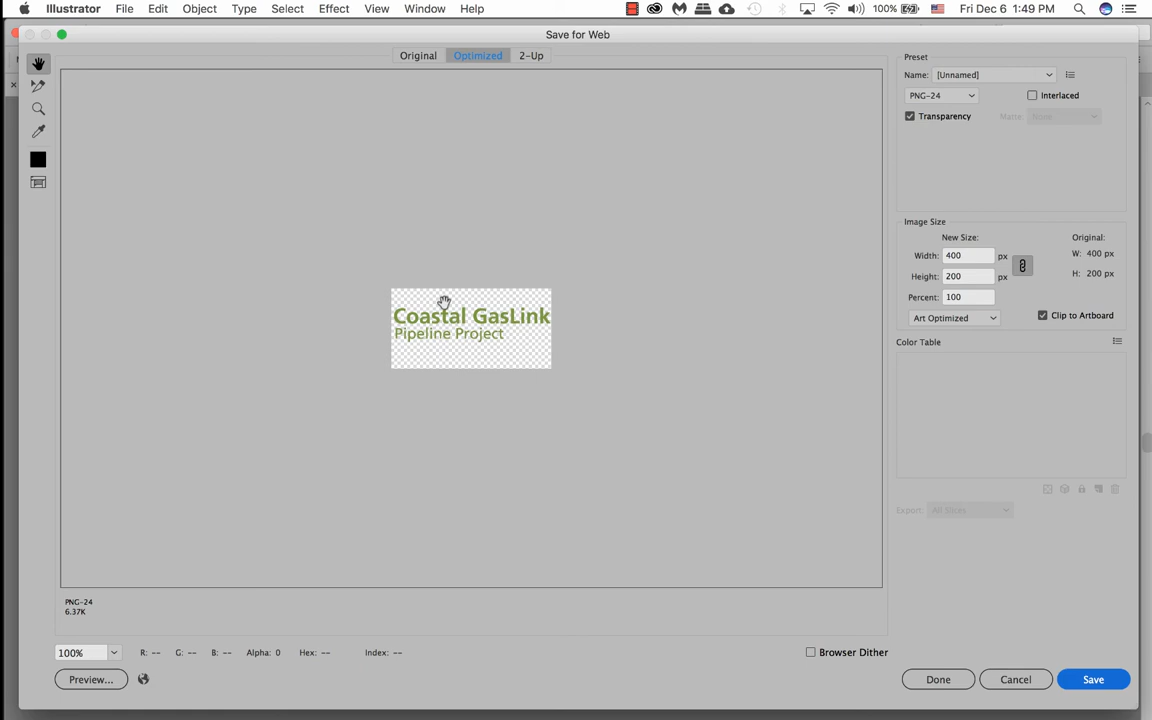 Illustrator File Edit Object Type Select Effect View Window Help 100% Fri Dec 6 1:49 PM
Save for Web
Original Optimized 2-Up
Preset
Name: [Unnamed]
PNG-24 Interlaced
Transparency Matte: None
Image Size
New Size: Original:
Width: 400 px W: 400 px
Height: 200 px H: 200 px
Percent: 100
Art Optimized Clip to Artboard
Coastal GasLink
Pipeline Project
Color Table
Export: All Slices
PNG-24
6.37K
100% R: -- G: -- B: -- Alpha: 0 Hex: -- Index: -- Browser Dither
Preview... Done Cancel Save